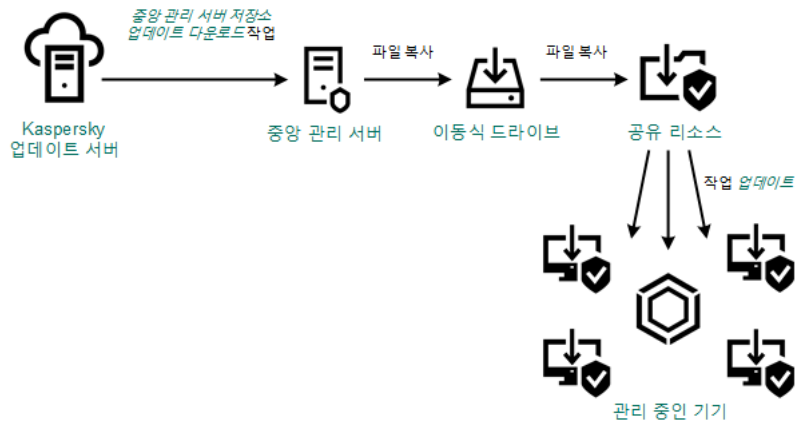 중앙 관리 서버 저장소
업데이트 다운로드작업
파일 복사
파일 복사
Kaspersky
업데이트 서버
중앙 관리 서버
이동식 드라이브
공유 리소스
작업 업데이트
관리 중인 기기